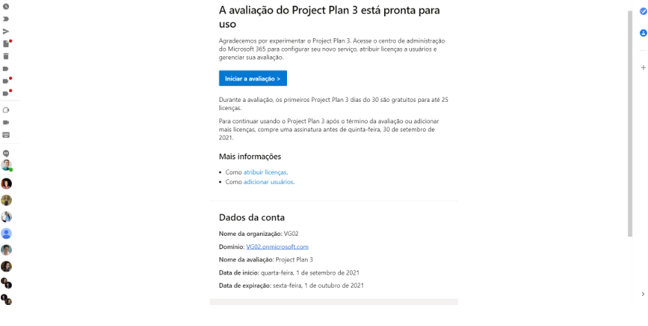 A avaliação do Project Plan 3 está pronta para
uso
Agradecemos por experimentar o Project Plan 3. Acesse o centro de administração
do Microsoft 365 para configurar seu novo serviço, atribuir licenças a usuários e
gerenciar sua avaliação.
Iniciar a avaliação >
Durante a avaliação, os primeiros Project Plan 3 dias do 30 são gratuitos para até 25
licenças.
Para continuar usando o Project Plan 3 após o término da avaliação ou adicionar
mais licenças, compre uma assinatura antes de quinta-feira, 30 de setembro de
2021.
Mais informações
• Como atribuir licenças.
• Como adicionar usuários.
Dados da conta
Nome da organização: VG02
Domínio: VG02.onmicrosoft.com
Nome da avaliação: Project Plan 3
Data de início: quarta-feira, 1 de setembro de 2021
Data de expiração: sexta-feira, 1 de outubro de 2021